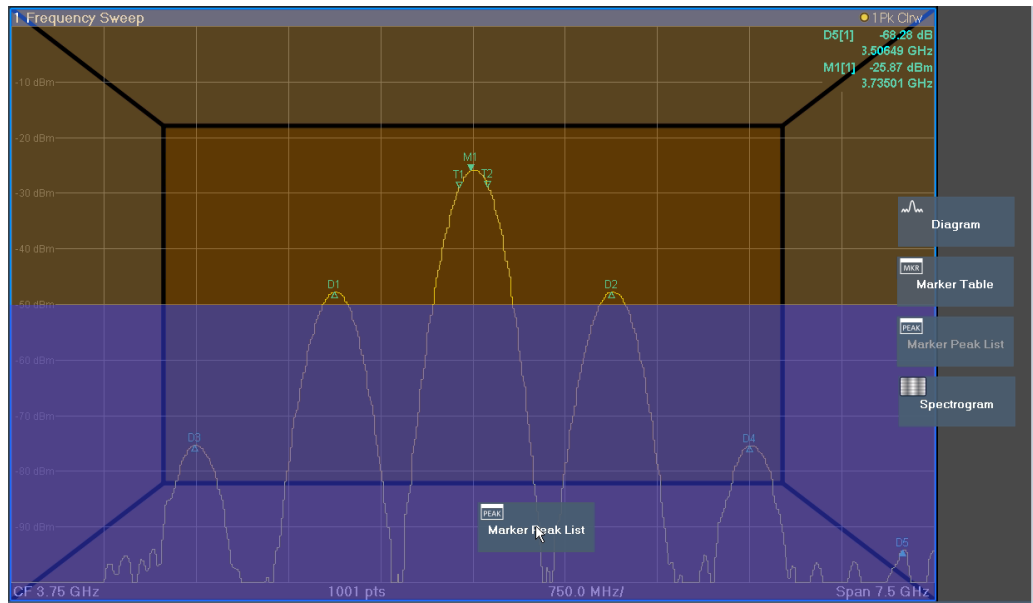 1 Frequency Sweep
1Pk Clrw
D5[1] -68.28 dB
3.50649 GHz
M1[1] -25.87 dBm
3.73501 GHz
-10 dBm
-20 dBm
M1
T1 T2
-30 dBm
Diagram
-40 dBm
MKR
Marker Table
D1 D2
-50 dBm
PEAK
Marker Peak List
-60 dBm
Spectrogram
-70 dBm
D3 D4
-80 dBm
PEAK
Marker Peak List
-90 dBm
D5
CF 3.75 GHz 1001 pts 750.0 MHz/ Span 7.5 GHz